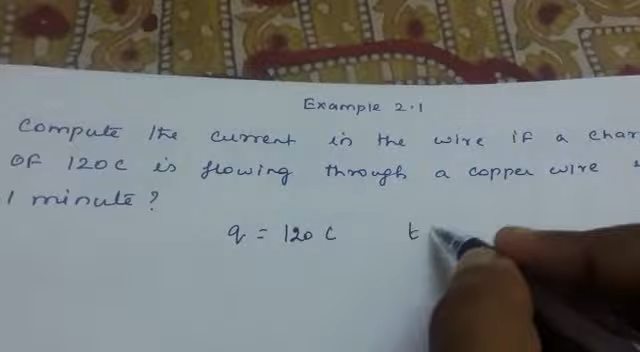 Example 2.1
Compute the current in the wire if a char
OF 120C is flowing through a copper wire
1 minute?
q = 120 C t